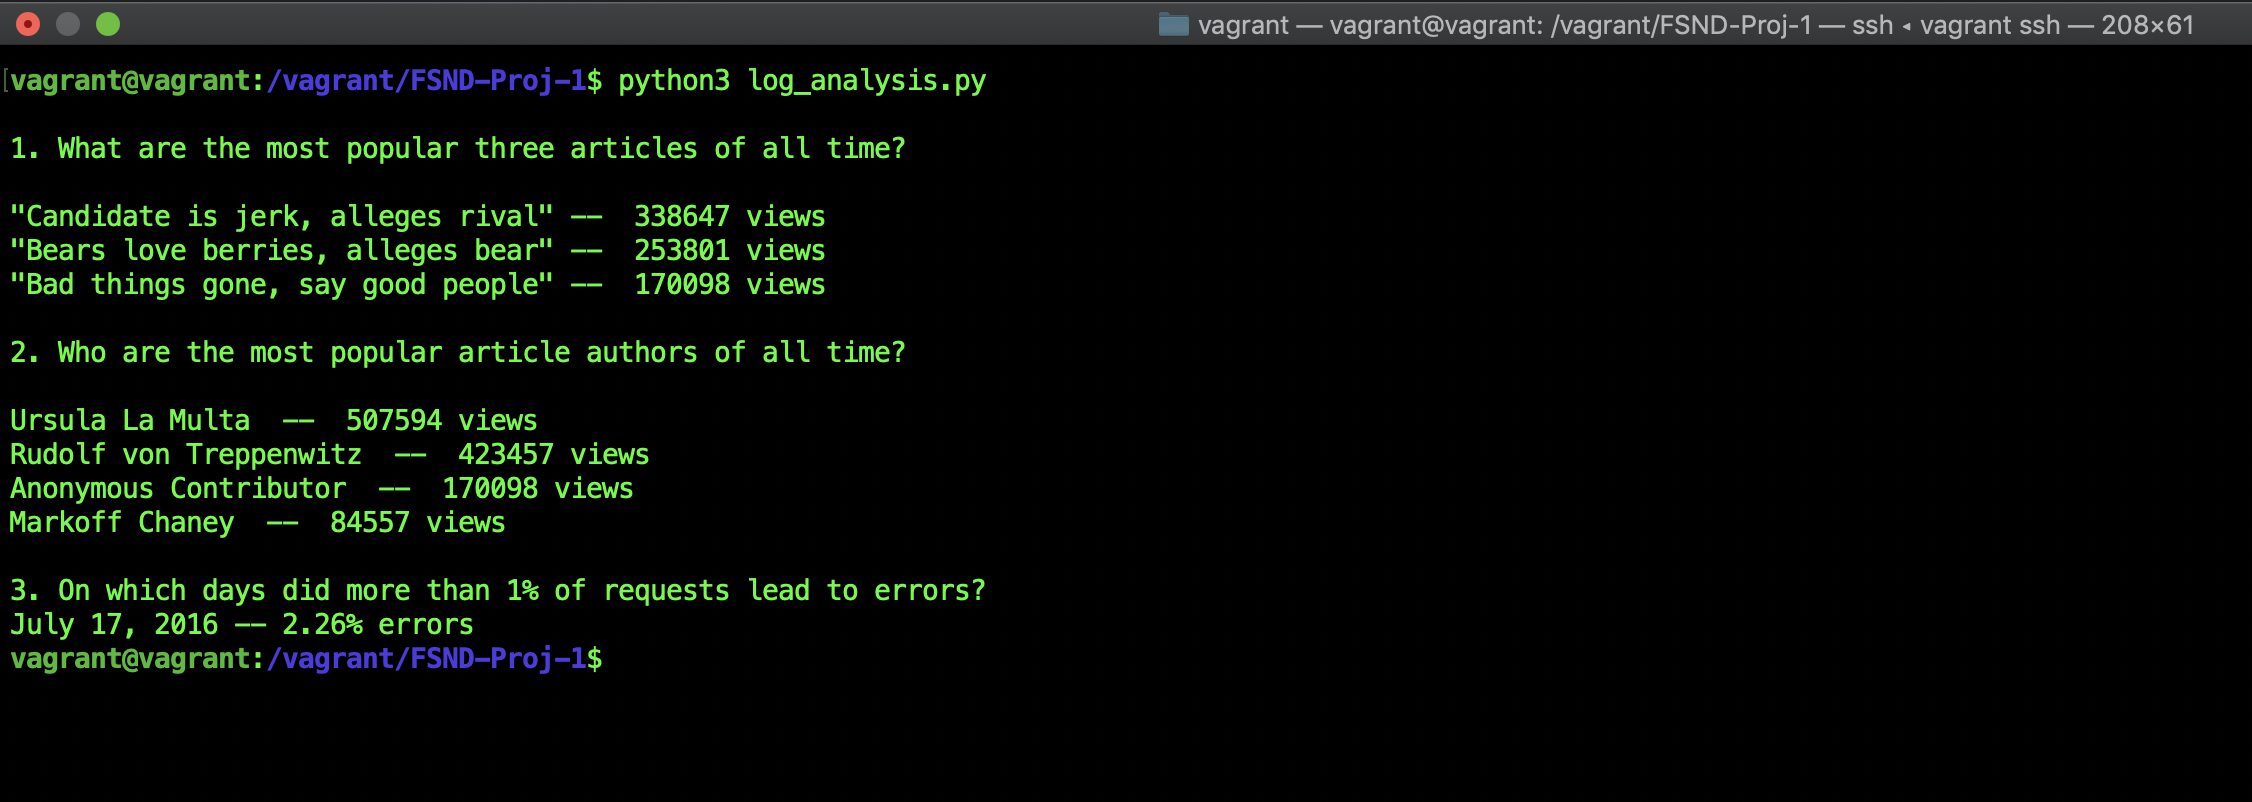 vagrant — vagrant@vagrant: /vagrant/FSND-Proj-1 — ssh ◂ vagrant ssh — 208×61
[vagrant@vagrant:/vagrant/FSND-Proj-1$ python3 log_analysis.py
1. What are the most popular three articles of all time?
"Candidate is jerk, alleges rival" --  338647 views
"Bears love berries, alleges bear" --  253801 views
"Bad things gone, say good people" --  170098 views
2. Who are the most popular article authors of all time?
Ursula La Multa  --  507594 views
Rudolf von Treppenwitz  --  423457 views
Anonymous Contributor  --  170098 views
Markoff Chaney  --  84557 views
3. On which days did more than 1% of requests lead to errors?
July 17, 2016 -- 2.26% errors
vagrant@vagrant:/vagrant/FSND-Proj-1$